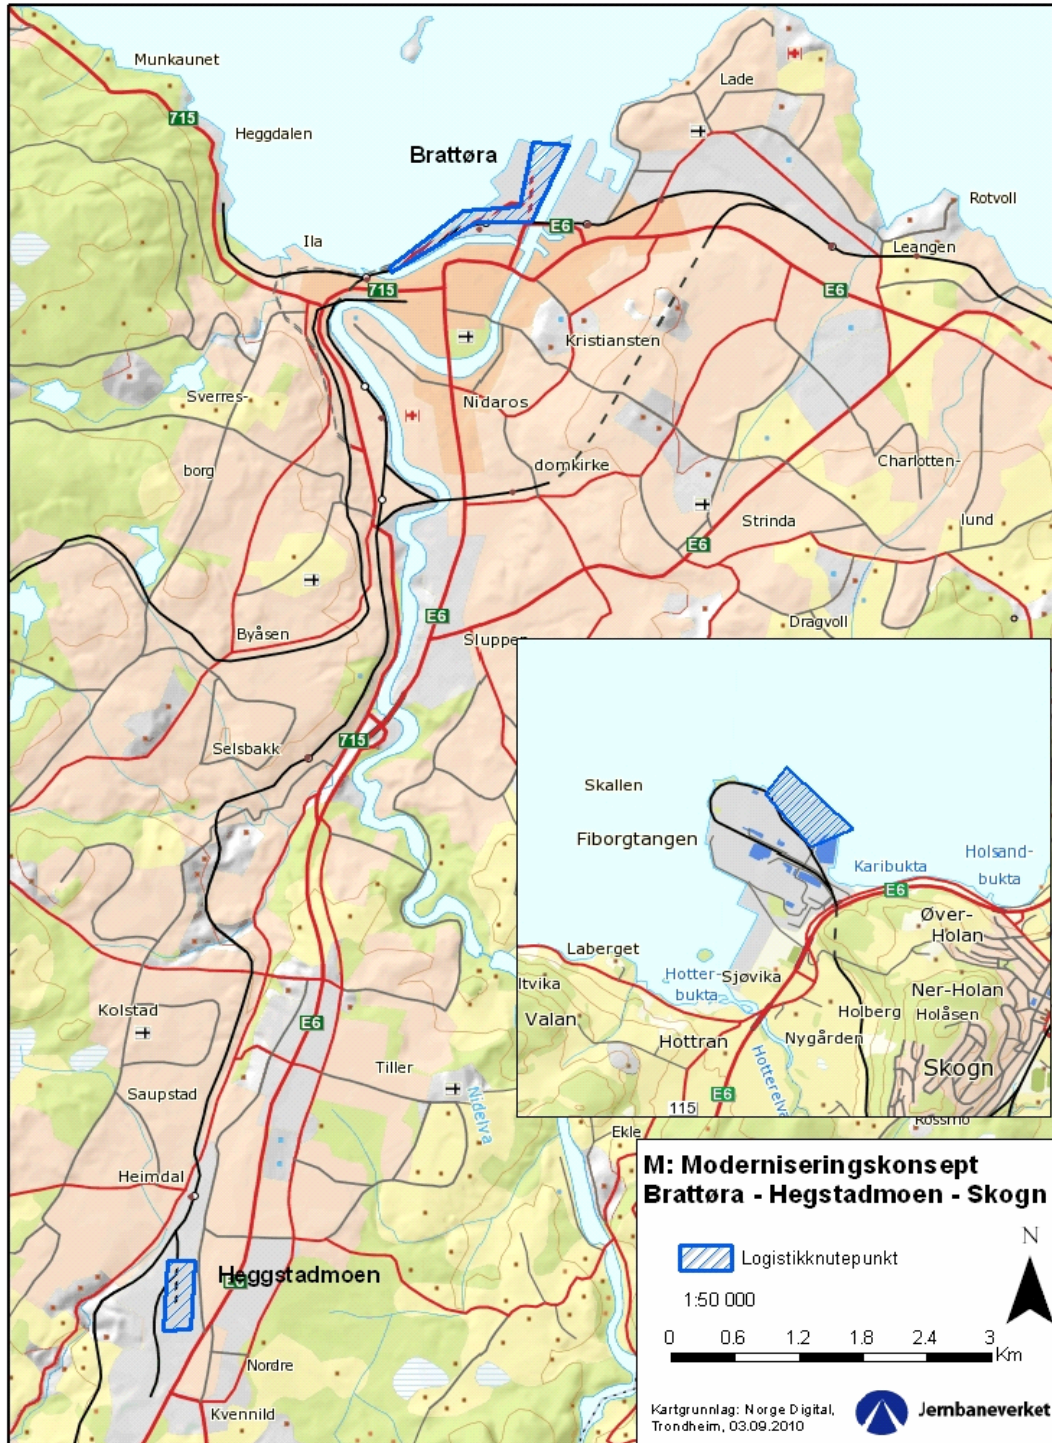 Munkaunet
Lade
715
Heggdalen
Brattøra
Rotvoll
E6
Ila
Leangen
715
E6
Kristiansten
Sverres-
Nidaros
borg
domkirke
Charlotten-
Strinda
lund
E6
E6
Dragvoll
Byåsen
Slupper
715
Selsbakk
Skallen
Fiborgtangen
Karibukta
Holsand-
bukta
E6
Øver-
Holan
Laberget
Hotter-
bukta
Sjøvika
ltvika
Valan
Ner-Holan
Holåsen
Holberg
Hottran
Nygården
Hotterelva
Skogn
E6
115
Kolstad
E6
Tiller
Saupstad
Nidelva
Rossmo
Ekle
Heimdal
Heggstadmoen
E6
Nordre
Kvennild
M: Moderniseringskonsept
Brattøra - Hegstadmoen - Skogn
N
Logistikknutepunkt
1:50 000
0 0.6 1.2 1.8 2.4 3
Km
Kartgrunnlag: Norge Digital,
Trondheim, 03.09.2010
Jernbaneverket